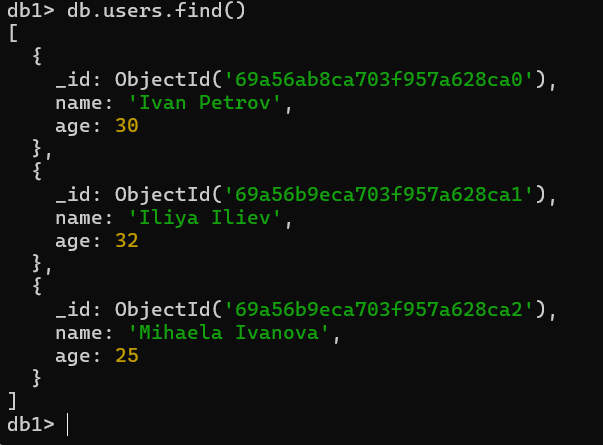 db1> db.users.find()
[
  {
    _id: ObjectId('69a56ab8ca703f957a628ca0'),
    name: 'Ivan Petrov',
    age: 30
  },
  {
    _id: ObjectId('69a56b9eca703f957a628ca1'),
    name: 'Iliya Iliev',
    age: 32
  },
  {
    _id: ObjectId('69a56b9eca703f957a628ca2'),
    name: 'Mihaela Ivanova',
    age: 25
  }
]
db1>